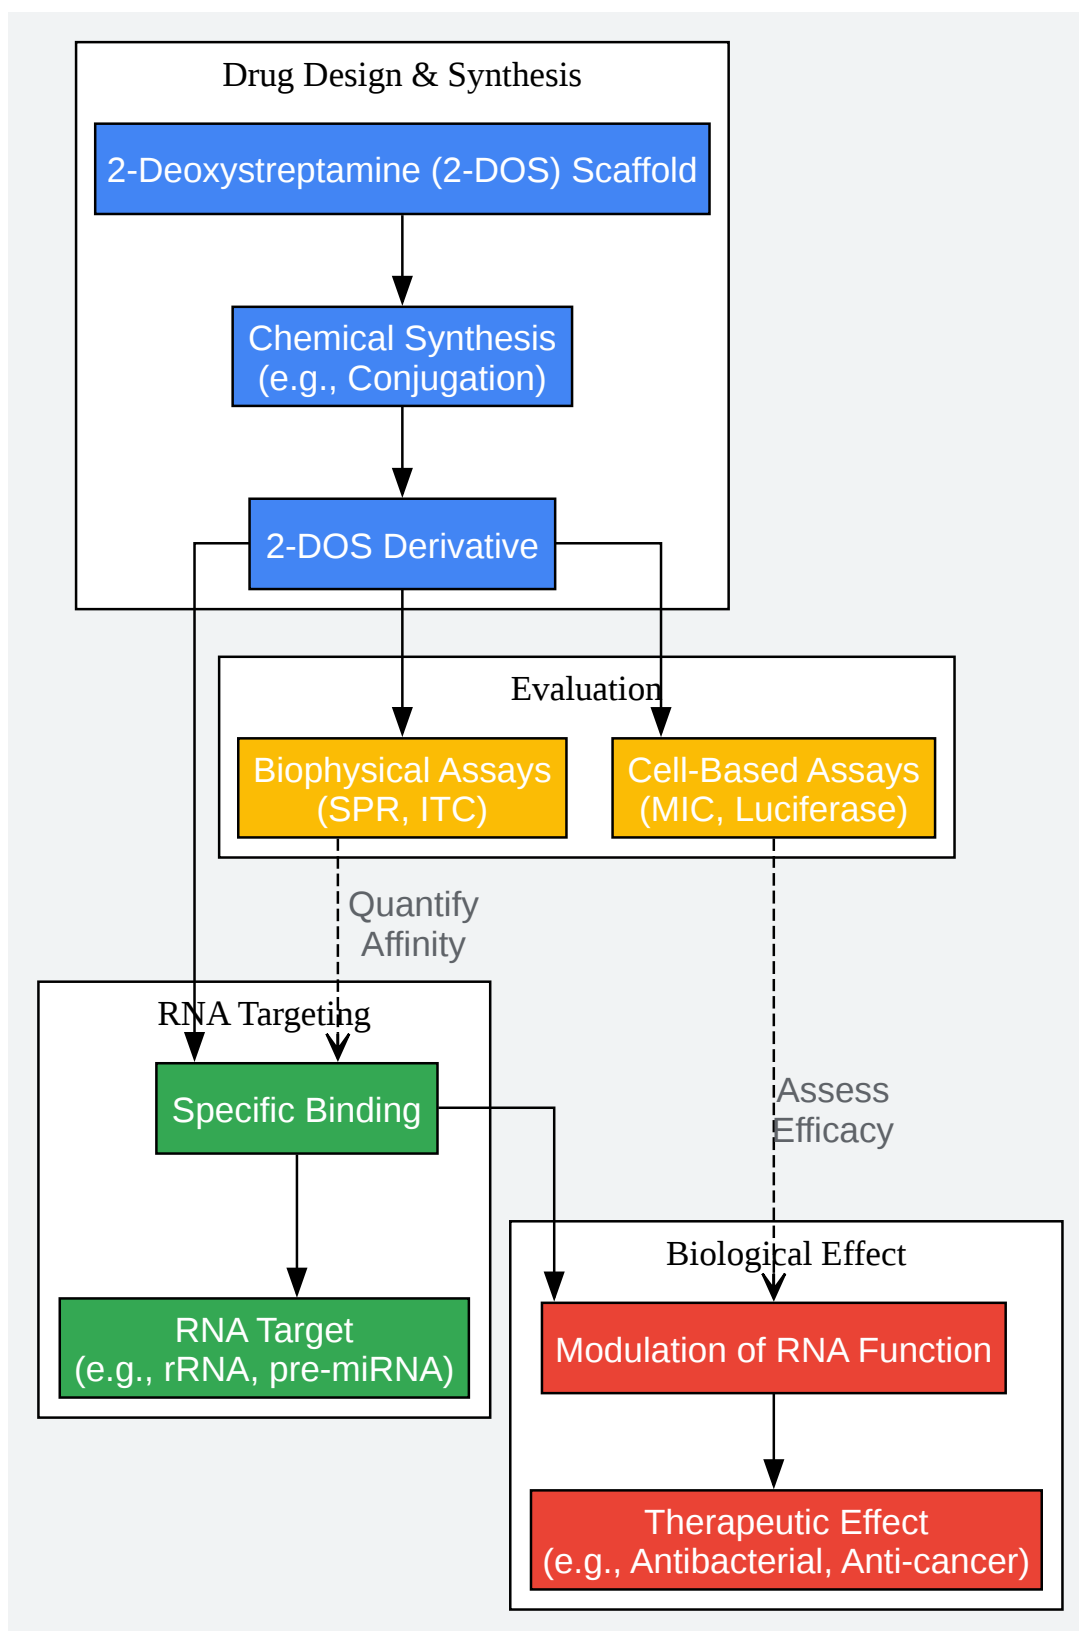 Drug Design & Synthesis
2-Deoxystreptamine (2-DOS) Scaffold
Chemical Synthesis
(e.g., Conjugation)
2-DOS Derivative
Evaluation
Biophysical Assays
(SPR, ITC)
Cell-Based Assays
(MIC, Luciferase)
Quantify
Affinity
RNA Targeting
Specific Binding
Assess
Efficacy
RNA Target
(e.g., rRNA, pre-miRNA)
Biological Effect
Modulation of RNA Function
Therapeutic Effect
(e.g., Antibacterial, Anti-cancer)